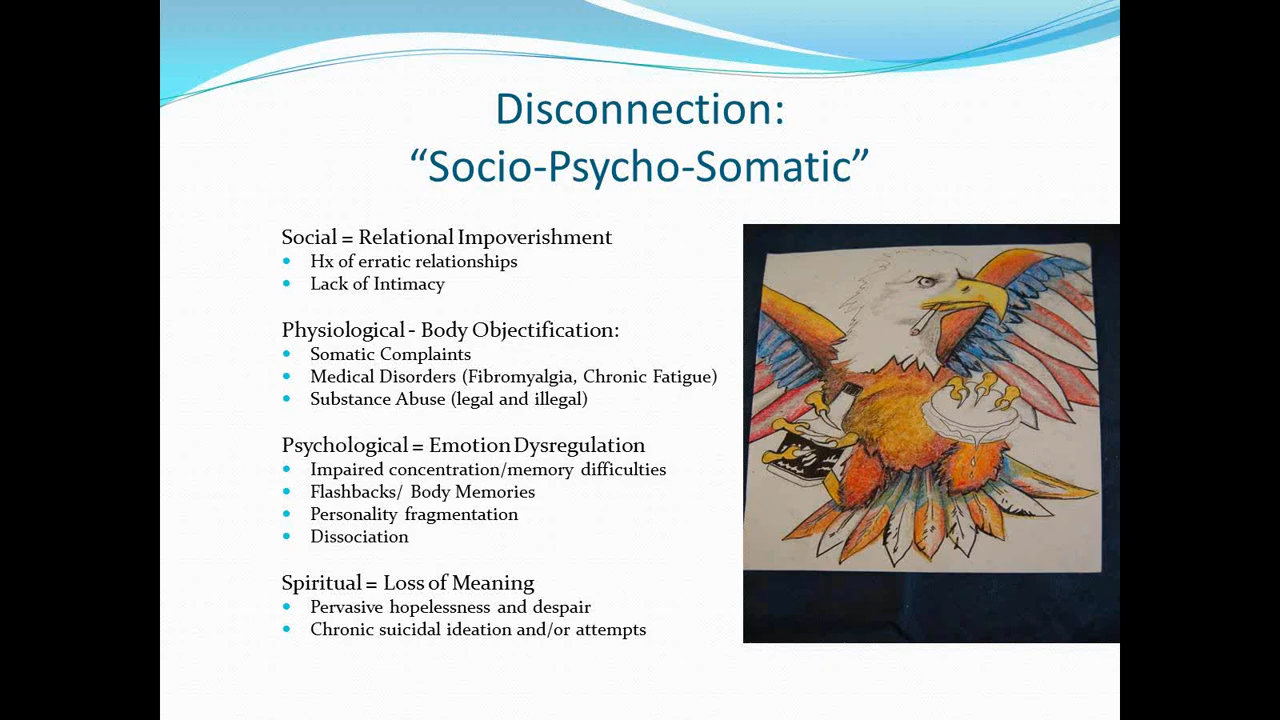 Disconnection:
“Socio-Psycho-Somatic”
Social = Relational Impoverishment
• Hx of erratic relationships
• Lack of Intimacy
Physiological - Body Objectification:
• Somatic Complaints
• Medical Disorders (Fibromyalgia, Chronic Fatigue)
• Substance Abuse (legal and illegal)
Psychological = Emotion Dysregulation
• Impaired concentration/memory difficulties
• Flashbacks/ Body Memories
• Personality fragmentation
• Dissociation
Spiritual = Loss of Meaning
• Pervasive hopelessness and despair
• Chronic suicidal ideation and/or attempts